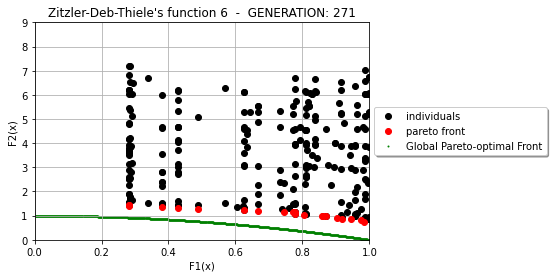 Zitzler-Deb-Thiele's function 6 - GENERATION: 271
9
8
7
6
5
4
3
2
1
0
F2(x)
0.0 0.2 0.4 0.6 0.8 1.0
F1(x)
individuals
pareto front
Global Pareto-optimal Front